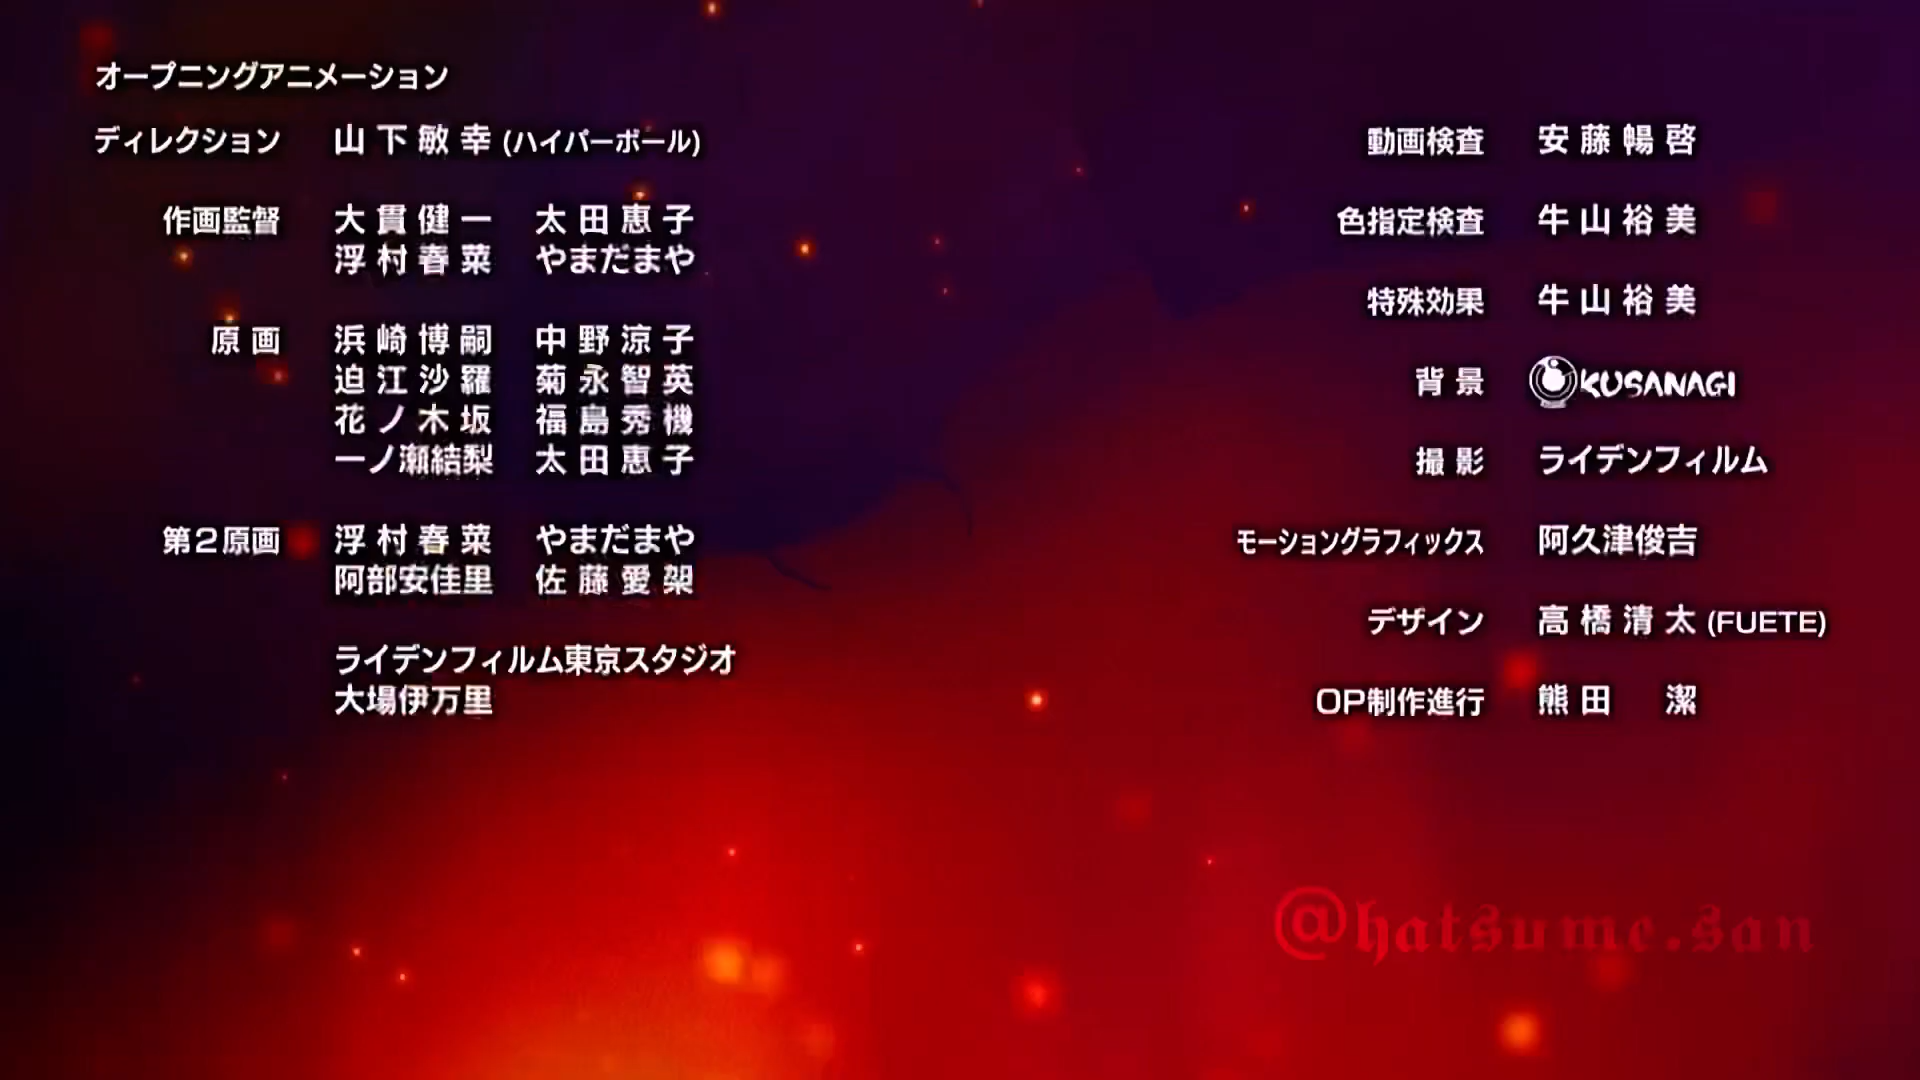 オープニングアニメーション
ディレクション 山下敏幸(ハイパーボール)
作画監督 大貫健一 太田恵子
浮村春菜 やまだまや
原画 浜崎博嗣 中野涼子
迫江沙羅 菊永智英
花ノ木坂 福島秀機
一ノ瀬結梨 太田恵子
第2原画 浮村春菜 やまだまや
阿部安佳里 佐藤愛架
ライデンフィルム東京スタジオ
大場伊万里
動画検査 安藤暢啓
色指定検査 牛山裕美
特殊効果 牛山裕美
背景 KUSANAGI
撮影 ライデンフィルム
モーショングラフィックス 阿久津俊吉
デザイン 高橋清太(FUETE)
OP制作進行 熊田 潔
@hatsume.san